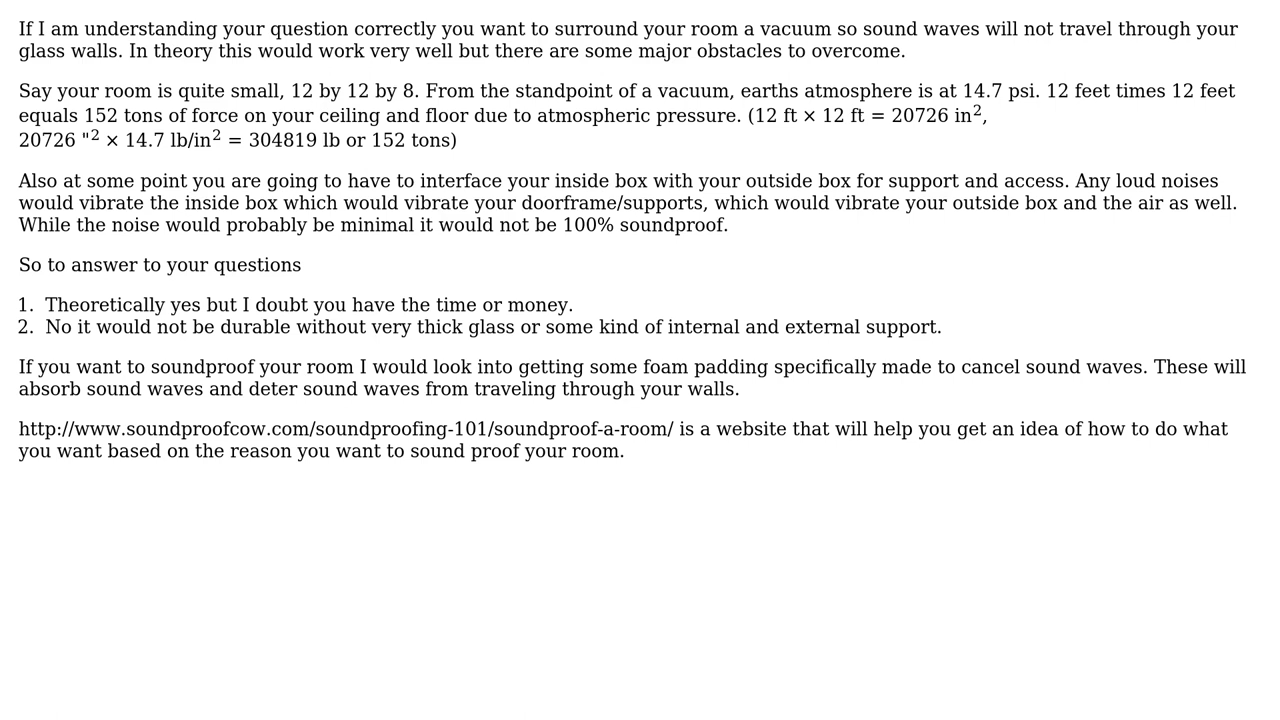 If I am understanding your question correctly you want to surround your room a vacuum so sound waves will not travel through your
glass walls. In theory this would work very well but there are some major obstacles to overcome.
Say your room is quite small, 12 by 12 by 8. From the standpoint of a vacuum, earths atmosphere is at 14.7 psi. 12 feet times 12 feet
equals 152 tons of force on your ceiling and floor due to atmospheric pressure. (12 ft × 12 ft = 20726 in²,
20726 "² × 14.7 lb/in² = 304819 lb or 152 tons)
Also at some point you are going to have to interface your inside box with your outside box for support and access. Any loud noises
would vibrate the inside box which would vibrate your doorframe/supports, which would vibrate your outside box and the air as well.
While the noise would probably be minimal it would not be 100% soundproof.
So to answer to your questions
1. Theoretically yes but I doubt you have the time or money.
2. No it would not be durable without very thick glass or some kind of internal and external support.
If you want to soundproof your room I would look into getting some foam padding specifically made to cancel sound waves. These will
absorb sound waves and deter sound waves from traveling through your walls.
http://www.soundproofcow.com/soundproofing-101/soundproof-a-room/ is a website that will help you get an idea of how to do what
you want based on the reason you want to sound proof your room.